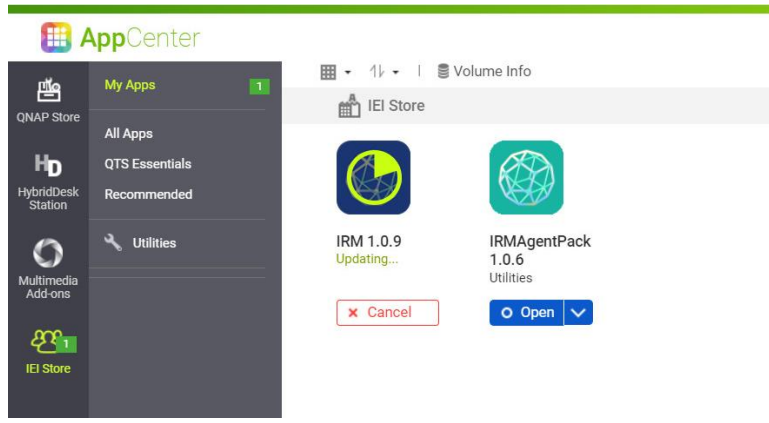 AppCenter
QNAP Store
HD
HybridDesk
Station
Multimedia
Add-ons
1
IEI Store
My Apps
1
All Apps
QTS Essentials
Recommended
Utilities
Volume Info
A
IEI Store
IRM 1.0.9
Updating...
× Cancel
IRMAgentPack
1.0.6
Utilities
Open